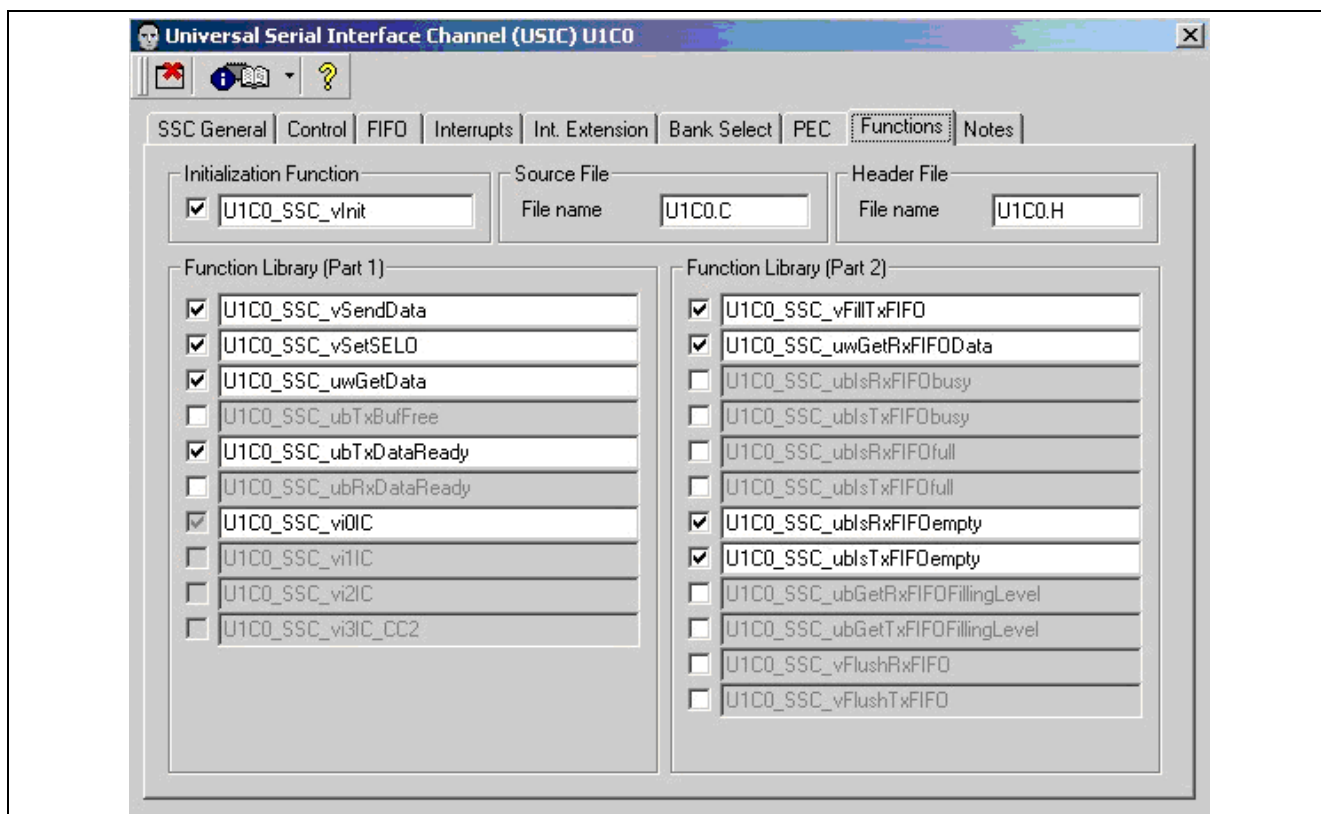 Universal Serial Interface Channel (USIC) U1C0
SSC General Control FIFO Interrupts Int. Extension Bank Select PEC Functions Notes
Initialization Function
U1C0_SSC_vInit
Source File
File name U1C0.C
Header File
File name U1C0.H
Function Library (Part 1)
U1C0_SSC_vSendData
U1C0_SSC_vSetSELO
U1C0_SSC_uwGetData
U1C0_SSC_ubTxBufFree
U1C0_SSC_ubTxDataReady
U1C0_SSC_ubRxDataReady
U1C0_SSC_vi0IC
U1C0_SSC_vi1IC
U1C0_SSC_vi2IC
U1C0_SSC_vi3IC_CC2
Function Library (Part 2)
U1C0_SSC_vFillTxFIFO
U1C0_SSC_uwGetRxFIFOData
U1C0_SSC_ubIsRxFIFObusy
U1C0_SSC_ubIsTxFIFObusy
U1C0_SSC_ubIsRxFIFOfull
U1C0_SSC_ubIsTxFIFOfull
U1C0_SSC_ubIsRxFIFOempty
U1C0_SSC_ubIsTxFIFOempty
U1C0_SSC_ubGetRxFIFOFillingLevel
U1C0_SSC_ubGetTxFIFOFillingLevel
U1C0_SSC_vFlushRxFIFO
U1C0_SSC_vFlushTxFIFO